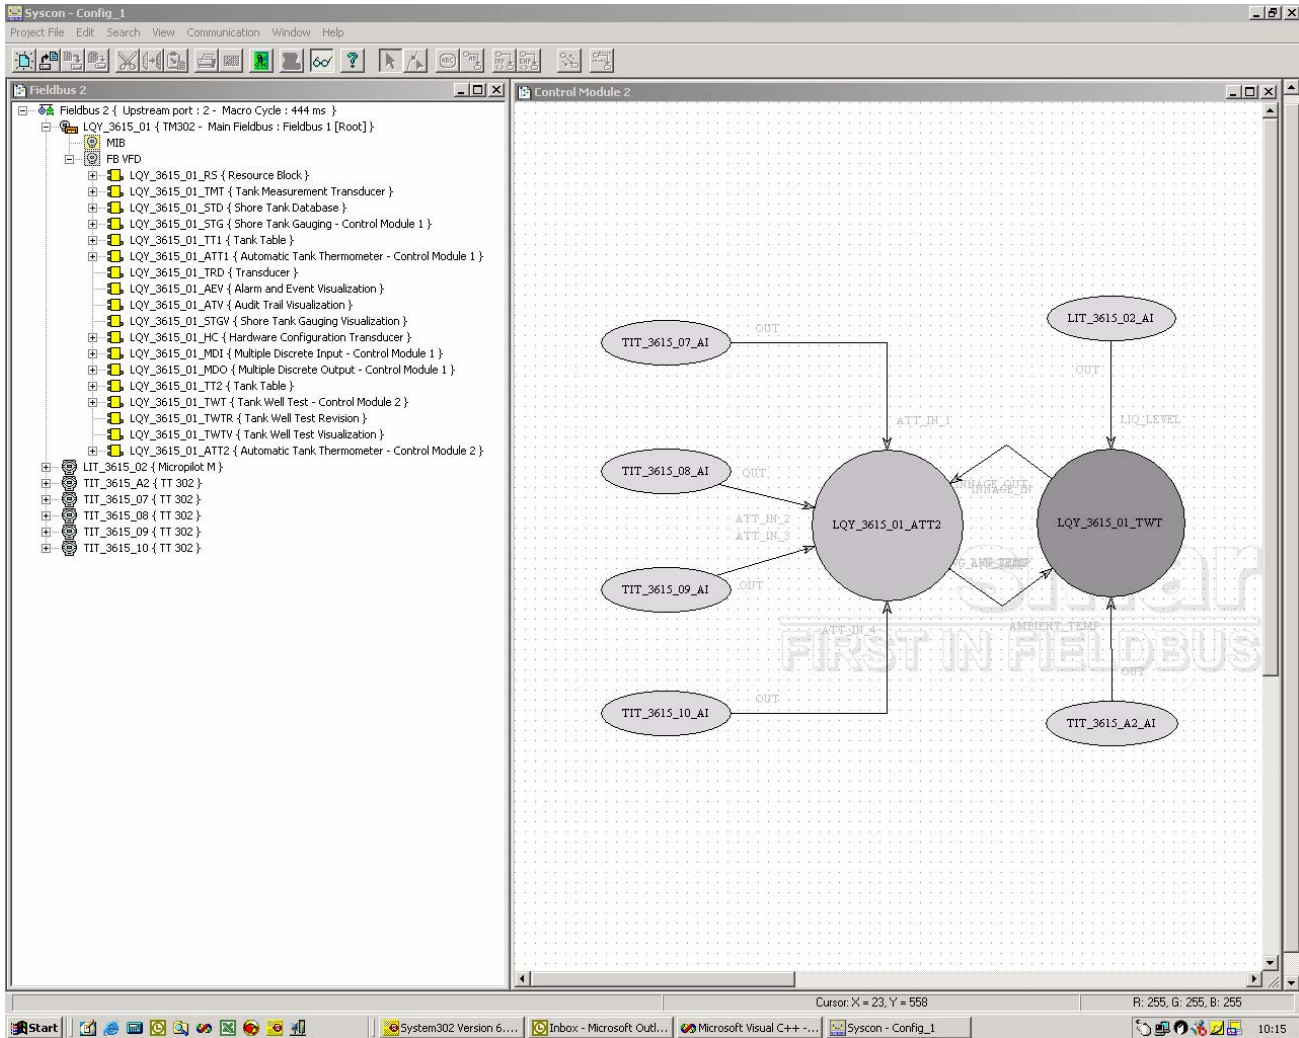 Syscon - Config_1
Project File Edit Search View Communication Window Help
Fieldbus 2
Fieldbus 2 { Upstream port : 2 - Macro Cycle : 444 ms }
LQY_3615_01 { TM302 - Main Fieldbus : Fieldbus 1 [Root] }
MIB
FB VFD
LQY_3615_01_RS { Resource Block }
LQY_3615_01_TMT { Tank Measurement Transducer }
LQY_3615_01_STD { Shore Tank Database }
LQY_3615_01_STG { Shore Tank Gauging - Control Module 1 }
LQY_3615_01_TT1 { Tank Table }
LQY_3615_01_ATT1 { Automatic Tank Thermometer - Control Module 1 }
LQY_3615_01_TRD { Transducer }
LQY_3615_01_AEV { Alarm and Event Visualization }
LQY_3615_01_ATV { Audit Trail Visualization }
LQY_3615_01_STGV { Shore Tank Gauging Visualization }
LQY_3615_01_HC { Hardware Configuration Transducer }
LQY_3615_01_MDI { Multiple Discrete Input - Control Module 1 }
LQY_3615_01_MDO { Multiple Discrete Output - Control Module 1 }
LQY_3615_01_TT2 { Tank Table }
LQY_3615_01_TWT { Tank Well Test - Control Module 2 }
LQY_3615_01_TWTR { Tank Well Test Revision }
LQY_3615_01_TWTV { Tank Well Test Visualization }
LQY_3615_01_ATT2 { Automatic Tank Thermometer - Control Module 2 }
LIT_3615_02 { Micropilot M }
TIT_3615_A2 { TT 302 }
TIT_3615_07 { TT 302 }
TIT_3615_08 { TT 302 }
TIT_3615_09 { TT 302 }
TIT_3615_10 { TT 302 }
Control Module 2
LIT_3615_02_AI
OUT
TIT_3615_07_AI
OUT
ATT_IN_1
LIQ_LEVEL
TIT_3615_08_AI
OUT
INNAGE_OUT
INNAGE_IN
ATT_IN_2
LQY_3615_01_ATT2
LQY_3615_01_TWT
ATT_IN_3
smar
TIT_3615_09_AI
OUT
ATT_IN_4
AMBIENT_TEMP
FIRST IN FIELDBUS
OUT
OUT
TIT_3615_10_AI
TIT_3615_A2_AI
Cursor: X = 23, Y = 558
R: 255, G: 255, B: 255
Start
System302 Version 6....
Inbox - Microsoft Outl...
Microsoft Visual C++ -...
Syscon - Config_1
10:15